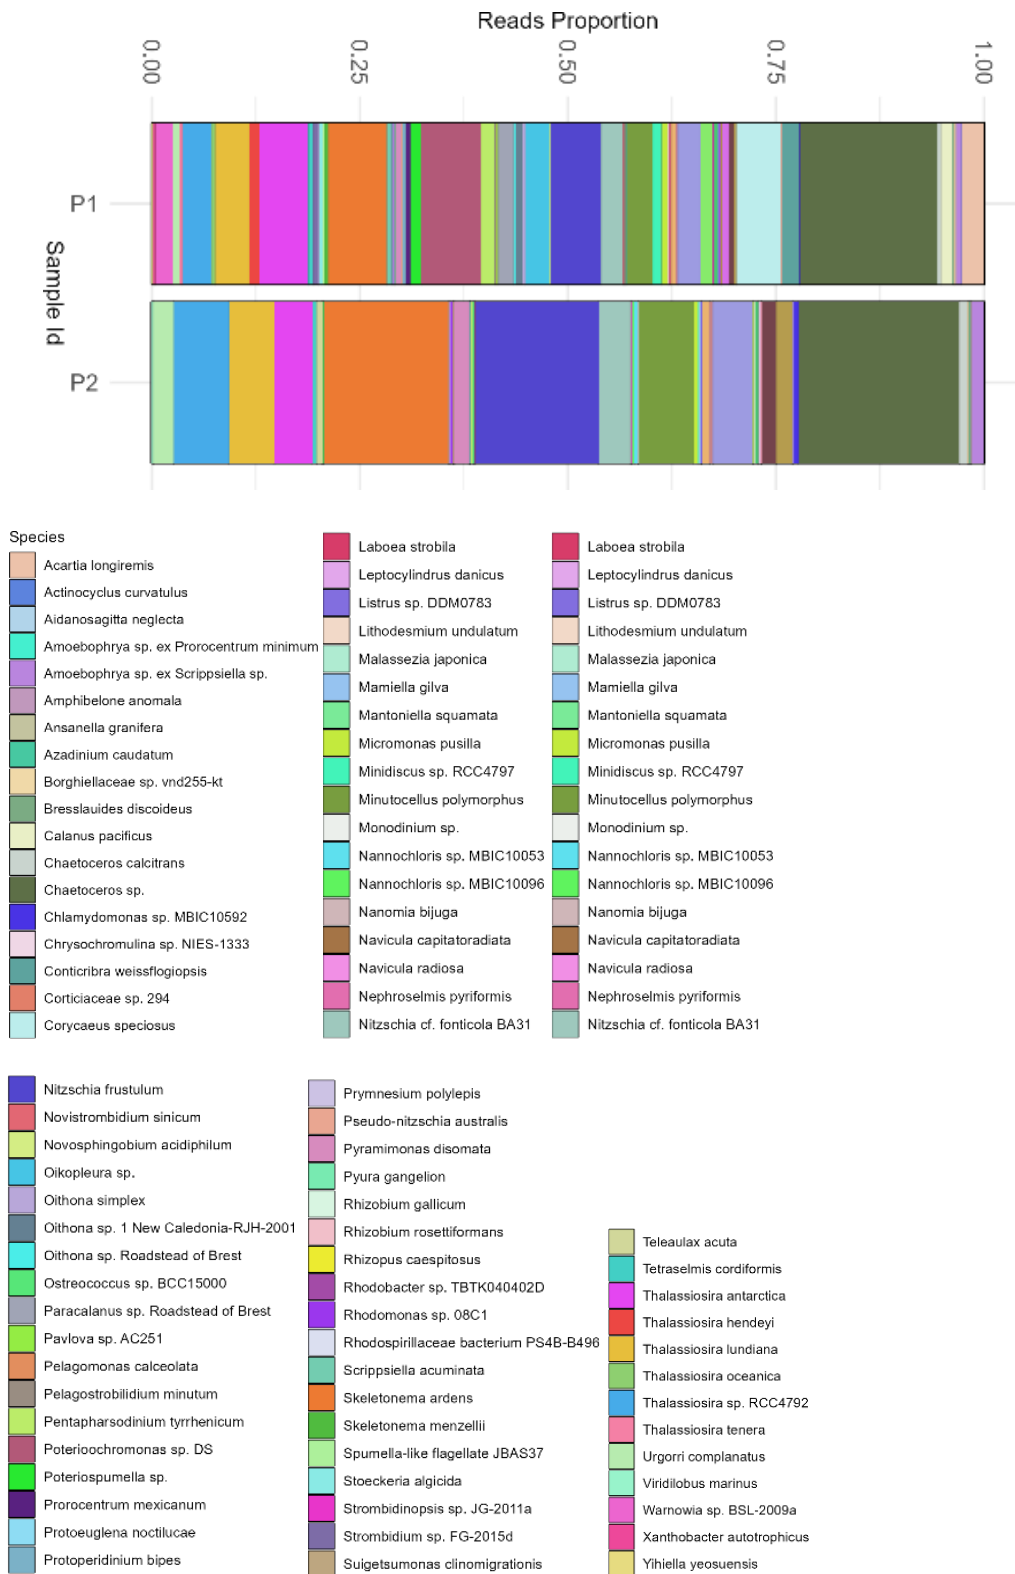 Reads Proportion
0.00
0.25
0.50
0.75
1.00
P1
P2
Sample Id
Species
Acartia longiremis
Actinocyclus curvatulus
Aidanosagitta neglecta
Amoebophrya sp. ex Prorocentrum minimum
Amoebophrya sp. ex Scrippsiella sp.
Amphibelone anomala
Ansanella granifera
Azadinium caudatum
Borghiellaceae sp. vnd255-kt
Bresslauides discoideus
Calanus pacificus
Chaetoceros calcitrans
Chaetoceros sp.
Chlamydomonas sp. MBIC10592
Chrysochromulina sp. NIES-1333
Conticribra weissflogiopsis
Corticiaceae sp. 294
Corycaeus speciosus
Laboea strobila
Leptocylindrus danicus
Listrus sp. DDM0783
Lithodesmium undulatum
Malassezia japonica
Mamiella gilva
Mantoniella squamata
Micromonas pusilla
Minidiscus sp. RCC4797
Minutocellus polymorphus
Monodinium sp.
Nannochloris sp. MBIC10053
Nannochloris sp. MBIC10096
Nanomia bijuga
Navicula capitatoradiata
Navicula radiosa
Nephroselmis pyriformis
Nitzschia cf. fonticola BA31
Laboea strobila
Leptocylindrus danicus
Listrus sp. DDM0783
Lithodesmium undulatum
Malassezia japonica
Mamiella gilva
Mantoniella squamata
Micromonas pusilla
Minidiscus sp. RCC4797
Minutocellus polymorphus
Monodinium sp.
Nannochloris sp. MBIC10053
Nannochloris sp. MBIC10096
Nanomia bijuga
Navicula capitatoradiata
Navicula radiosa
Nephroselmis pyriformis
Nitzschia cf. fonticola BA31
Nitzschia frustulum
Novistrombidium sinicum
Novosphingobium acidiphilum
Oikopleura sp.
Oithona simplex
Oithona sp. 1 New Caledonia-RJH-2001
Oithona sp. Roadstead of Brest
Ostreococcus sp. BCC15000
Paracalanus sp. Roadstead of Brest
Pavlova sp. AC251
Pelagomonas calceolata
Pelagostrobilidium minutum
Pentapharsodinium tyrrhenicum
Poterioochromonas sp. DS
Poteriospumella sp.
Prorocentrum mexicanum
Protoeuglena noctilucae
Protoperidinium bipes
Prymnesium polylepis
Pseudo-nitzschia australis
Pyramimonas disomata
Pyura gangelion
Rhizobium gallicum
Rhizobium rosettiformans
Rhizopus caespitosus
Rhodobacter sp. TBTK040402D
Rhodomonas sp. 08C1
Rhodospirillaceae bacterium PS4B-B496
Scrippsiella acuminata
Skeletonema ardens
Skeletonema menzellii
Spumella-like flagellate JBAS37
Stoeckeria algicida
Strombidinopsis sp. JG-2011a
Strombidium sp. FG-2015d
Suigetsumonas clinomigrationis
Teleaulax acuta
Tetraselmis cordiformis
Thalassiosira antarctica
Thalassiosira hendeyi
Thalassiosira lundiana
Thalassiosira oceanica
Thalassiosira sp. RCC4792
Thalassiosira tenera
Urgorri complanatus
Viridilobus marinus
Warnowia sp. BSL-2009a
Xanthobacter autotrophicus
Yihiella yeosuensis